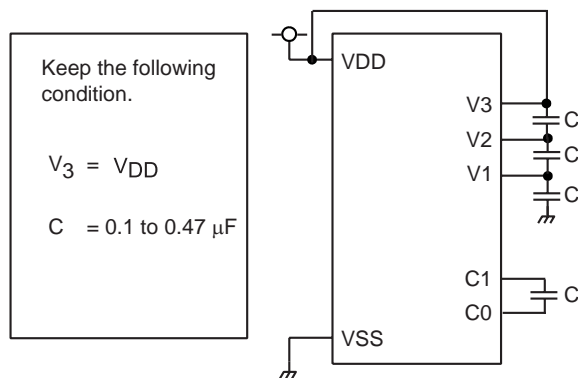 Keep the following
condition.
V3 = VDD
C = 0.1 to 0.47 μF
VDD
V3
C
V2
C
V1
C
C1
C
C0
VSS